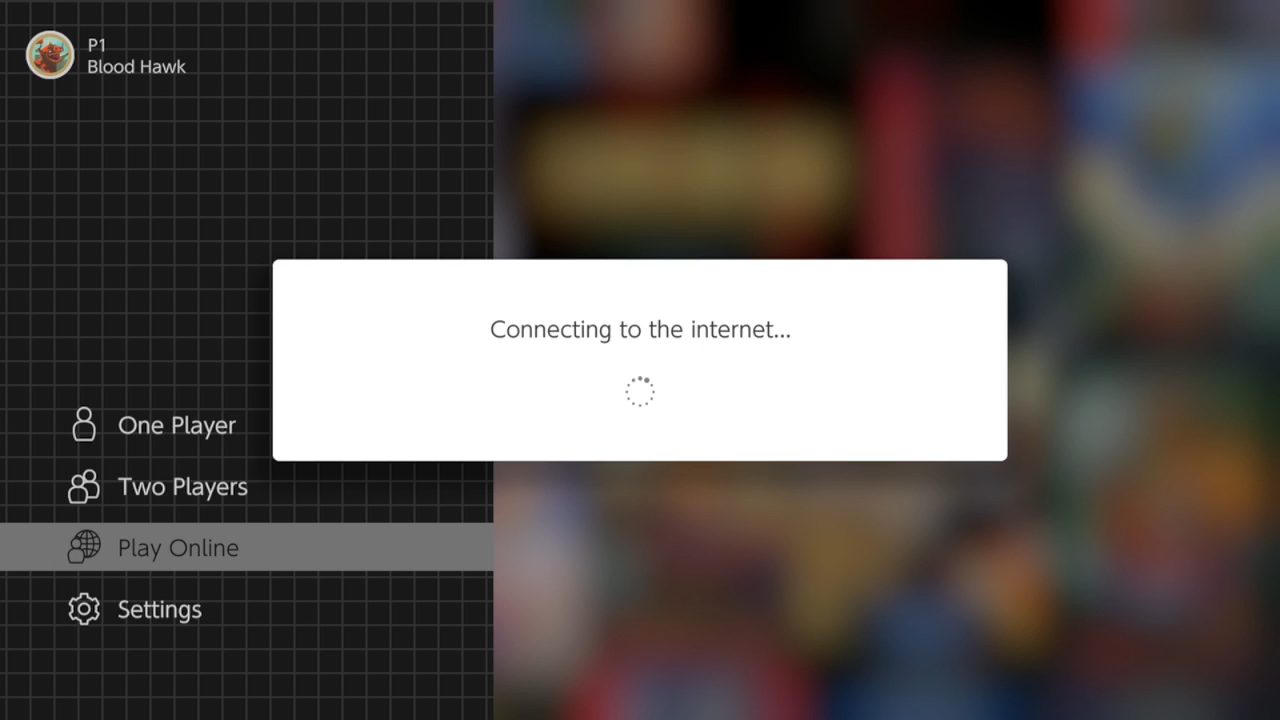 P1
Blood Hawk
Connecting to the internet...
One Player
Two Players
Play Online
Settings